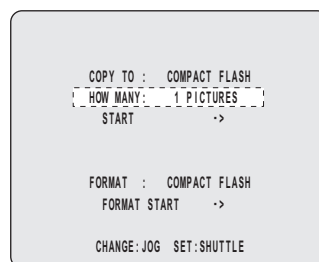 COPY TO : COMPACT FLASH
HOW MANY: 1 PICTURES
START ->
FORMAT : COMPACT FLASH
FORMAT START ->
CHANGE:JOG SET:SHUTTLE